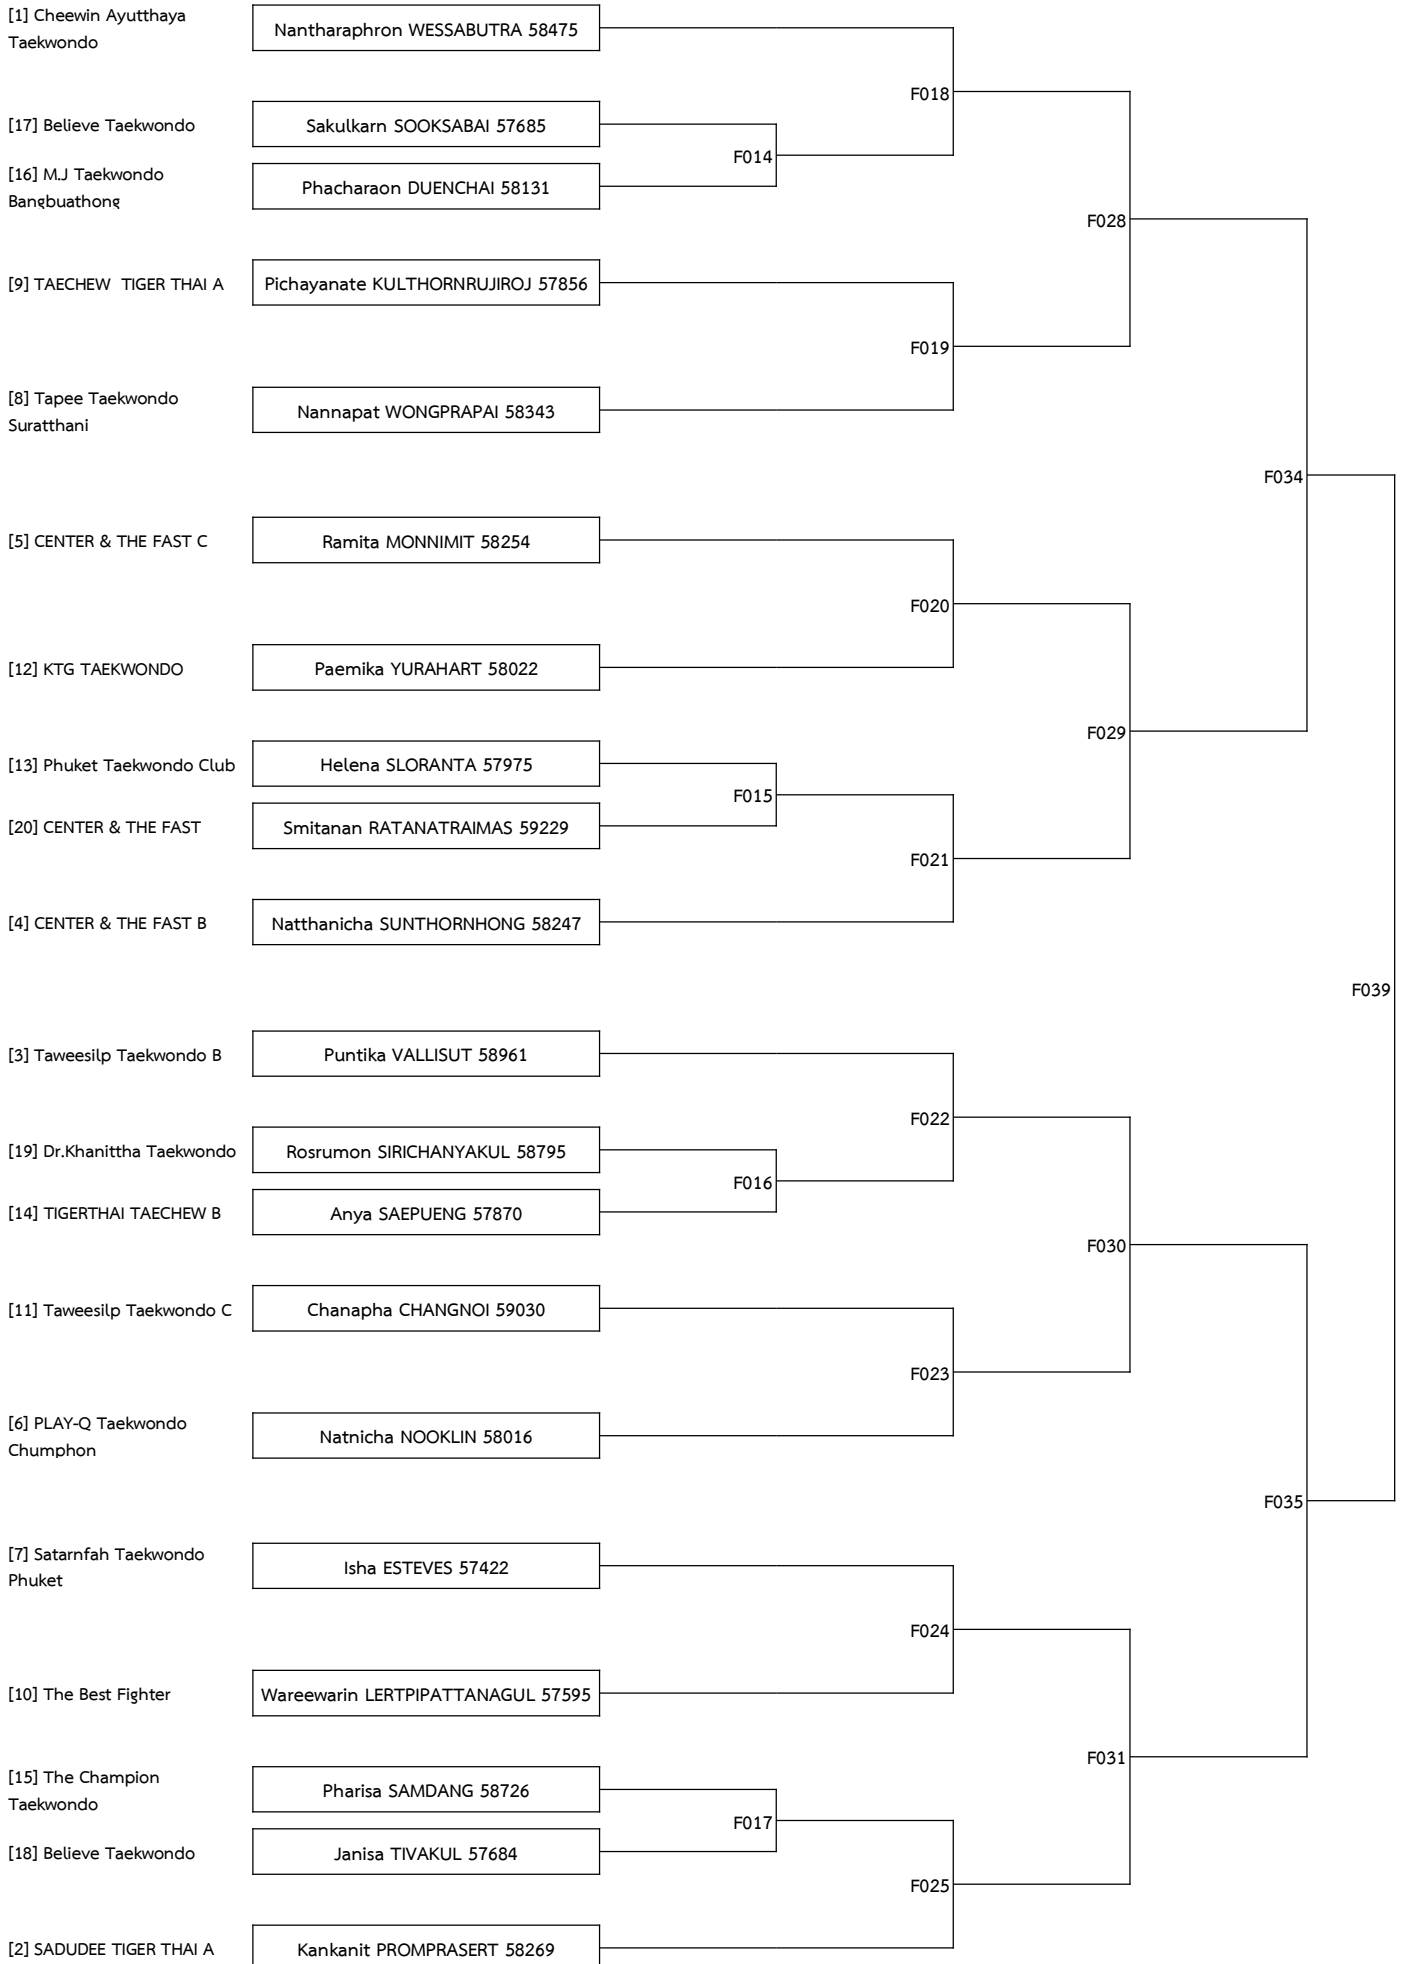 [1] Cheewin Ayutthaya
Taekwondo
Nantharaphron WESSABUTRA 58475
F018
[17] Believe Taekwondo
Sakulkarn SOOKSABAI 57685
F014
[16] M.J Taekwondo
Bangbuathong
Phacharaon DUENCHAI 58131
F028
[9] TAECHEW  TIGER THAI A
Pichayanate KULTHORNRUJIROJ 57856
F019
[8] Tapee Taekwondo
Suratthani
Nannapat WONGPRAPAI 58343
F034
[5] CENTER & THE FAST C
Ramita MONNIMIT 58254
F020
[12] KTG TAEKWONDO
Paemika YURAHART 58022
F029
[13] Phuket Taekwondo Club
Helena SLORANTA 57975
F015
[20] CENTER & THE FAST
Smitanan RATANATRAIMAS 59229
F021
[4] CENTER & THE FAST B
Natthanicha SUNTHORNHONG 58247
F039
[3] Taweesilp Taekwondo B
Puntika VALLISUT 58961
F022
[19] Dr.Khanittha Taekwondo
Rosrumon SIRICHANYAKUL 58795
F016
[14] TIGERTHAI TAECHEW B
Anya SAEPUENG 57870
F030
[11] Taweesilp Taekwondo C
Chanapha CHANGNOI 59030
F023
[6] PLAY-Q Taekwondo
Chumphon
Natnicha NOOKLIN 58016
F035
[7] Satarnfah Taekwondo
Phuket
Isha ESTEVES 57422
F024
[10] The Best Fighter
Wareewarin LERTPIPATTANAGUL 57595
F031
[15] The Champion
Taekwondo
Pharisa SAMDANG 58726
F017
[18] Believe Taekwondo
Janisa TIVAKUL 57684
F025
[2] SADUDEE TIGER THAI A
Kankanit PROMPRASERT 58269